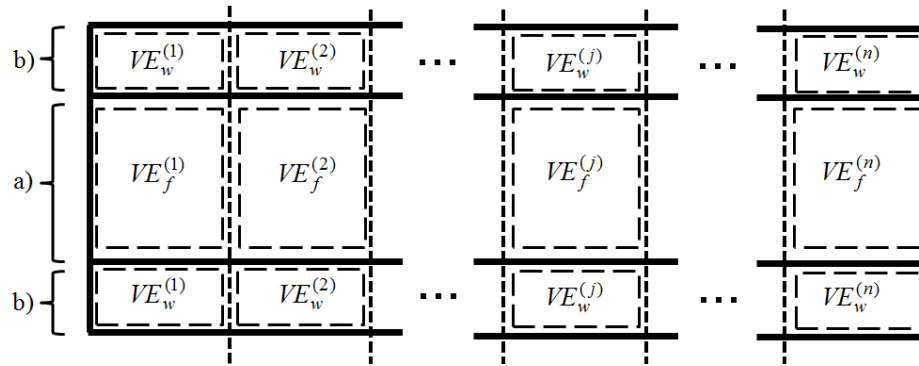 b) VE_w^(1) VE_w^(2) ... VE_w^(j) ... VE_w^(n)
a) VE_f^(1) VE_f^(2) VE_f^(j) VE_f^(n)
b) VE_w^(1) VE_w^(2) ... VE_w^(j) ... VE_w^(n)